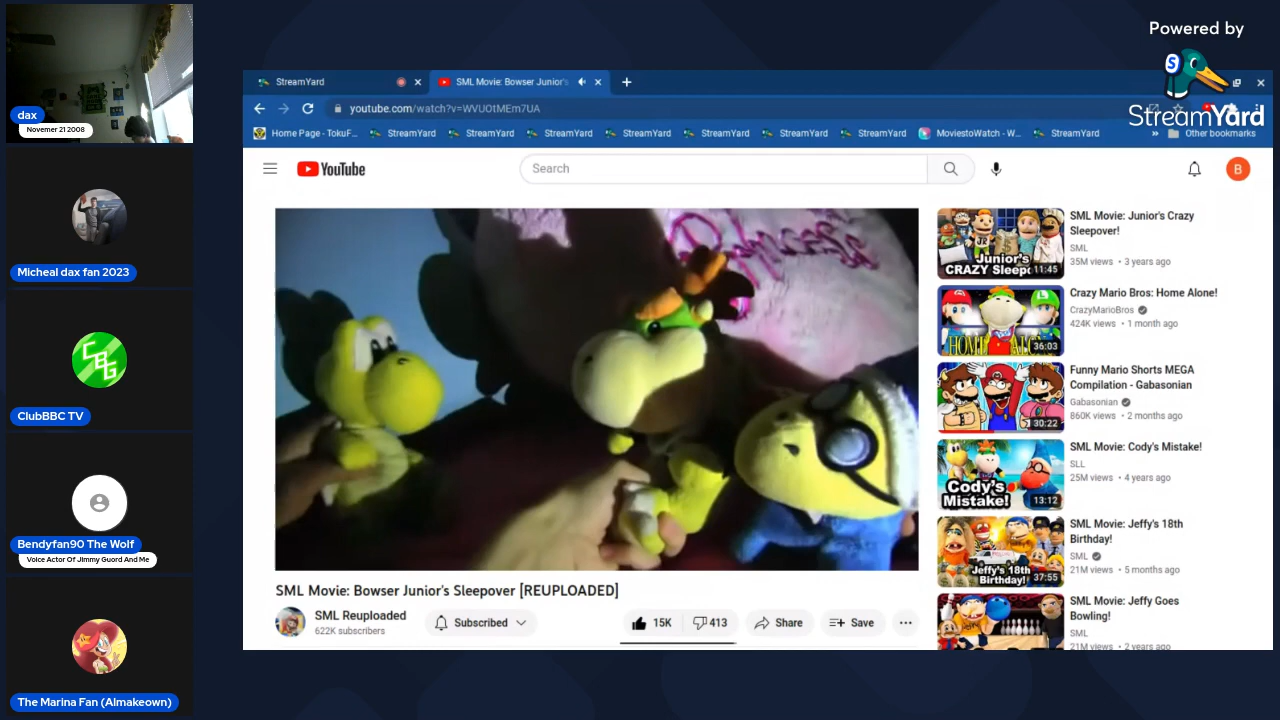 Powered by
StreamYard
dax
Novemer 21 2008
Micheal dax fan 2023
CBG
ClubBBC TV
Bendyfan90 The Wolf
Voice Actor Of Jimmy Guord And Me
The Marina Fan (Almakeown)
StreamYard
SML Movie: Bowser Junior's
youtube.com/watch?v=WVUOtMEm7UA
Home Page - TokuF...
StreamYard
StreamYard
StreamYard
StreamYard
StreamYard
StreamYard
StreamYard
MoviestoWatch - W...
StreamYard
Other bookmarks
YouTube
Search
B
SML Movie: Bowser Junior's Sleepover [REUPLOADED]
SML Reuploaded
622K subscribers
Subscribed
15K
413
Share
Save
Junior's
CRAZY Sleepo
11:45
SML Movie: Junior's Crazy
Sleepover!
SML
35M views • 3 years ago
36:03
Crazy Mario Bros: Home Alone!
CrazyMarioBros
424K views • 1 month ago
30:22
Funny Mario Shorts MEGA
Compilation - Gabasonian
Gabasonian
860K views • 2 months ago
Cody's
Mistake!
13:12
SML Movie: Cody's Mistake!
SLL
25M views • 4 years ago
Jeffy's 18th
Birthday!
37:55
SML Movie: Jeffy's 18th
Birthday!
SML
21M views • 5 months ago
SML Movie: Jeffy Goes
Bowling!
SML
21M views • 2 years ago